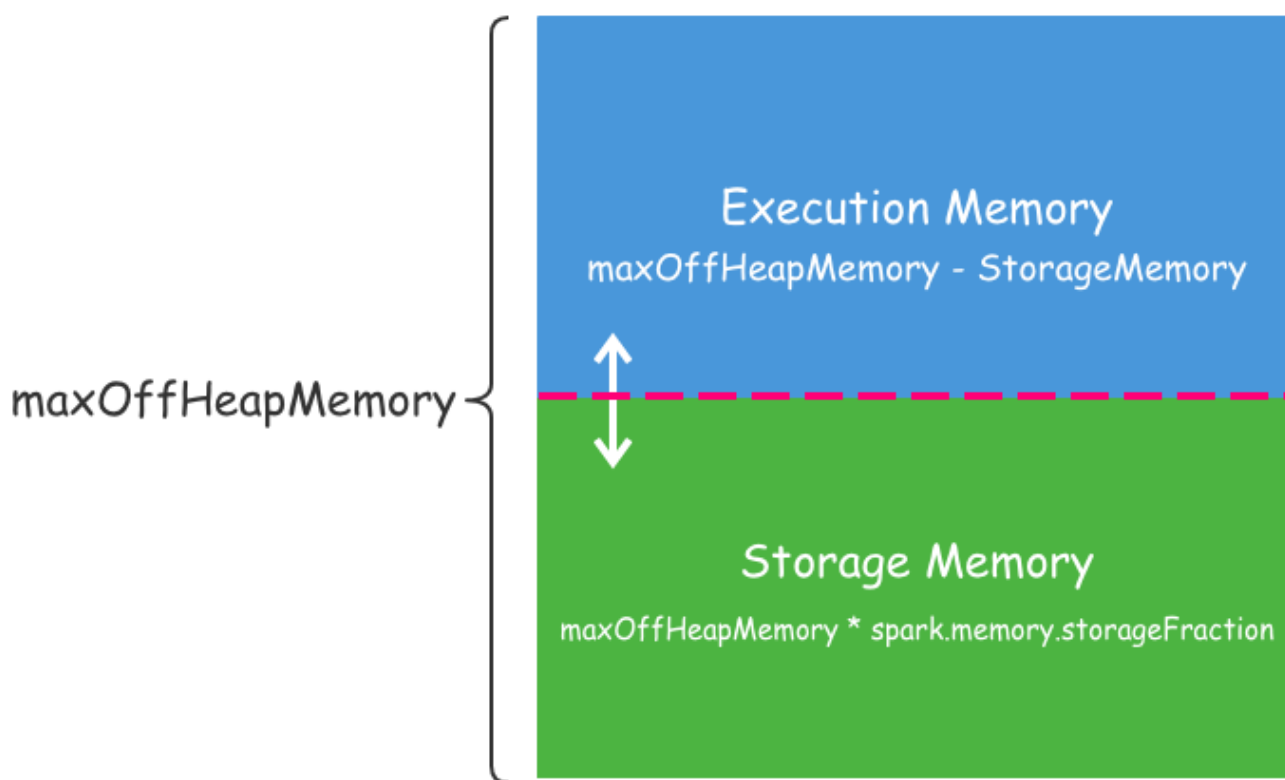 Execution Memory
maxOffHeapMemory - StorageMemory
maxOffHeapMemory
Storage Memory
maxOffHeapMemory * spark.memory.storageFraction